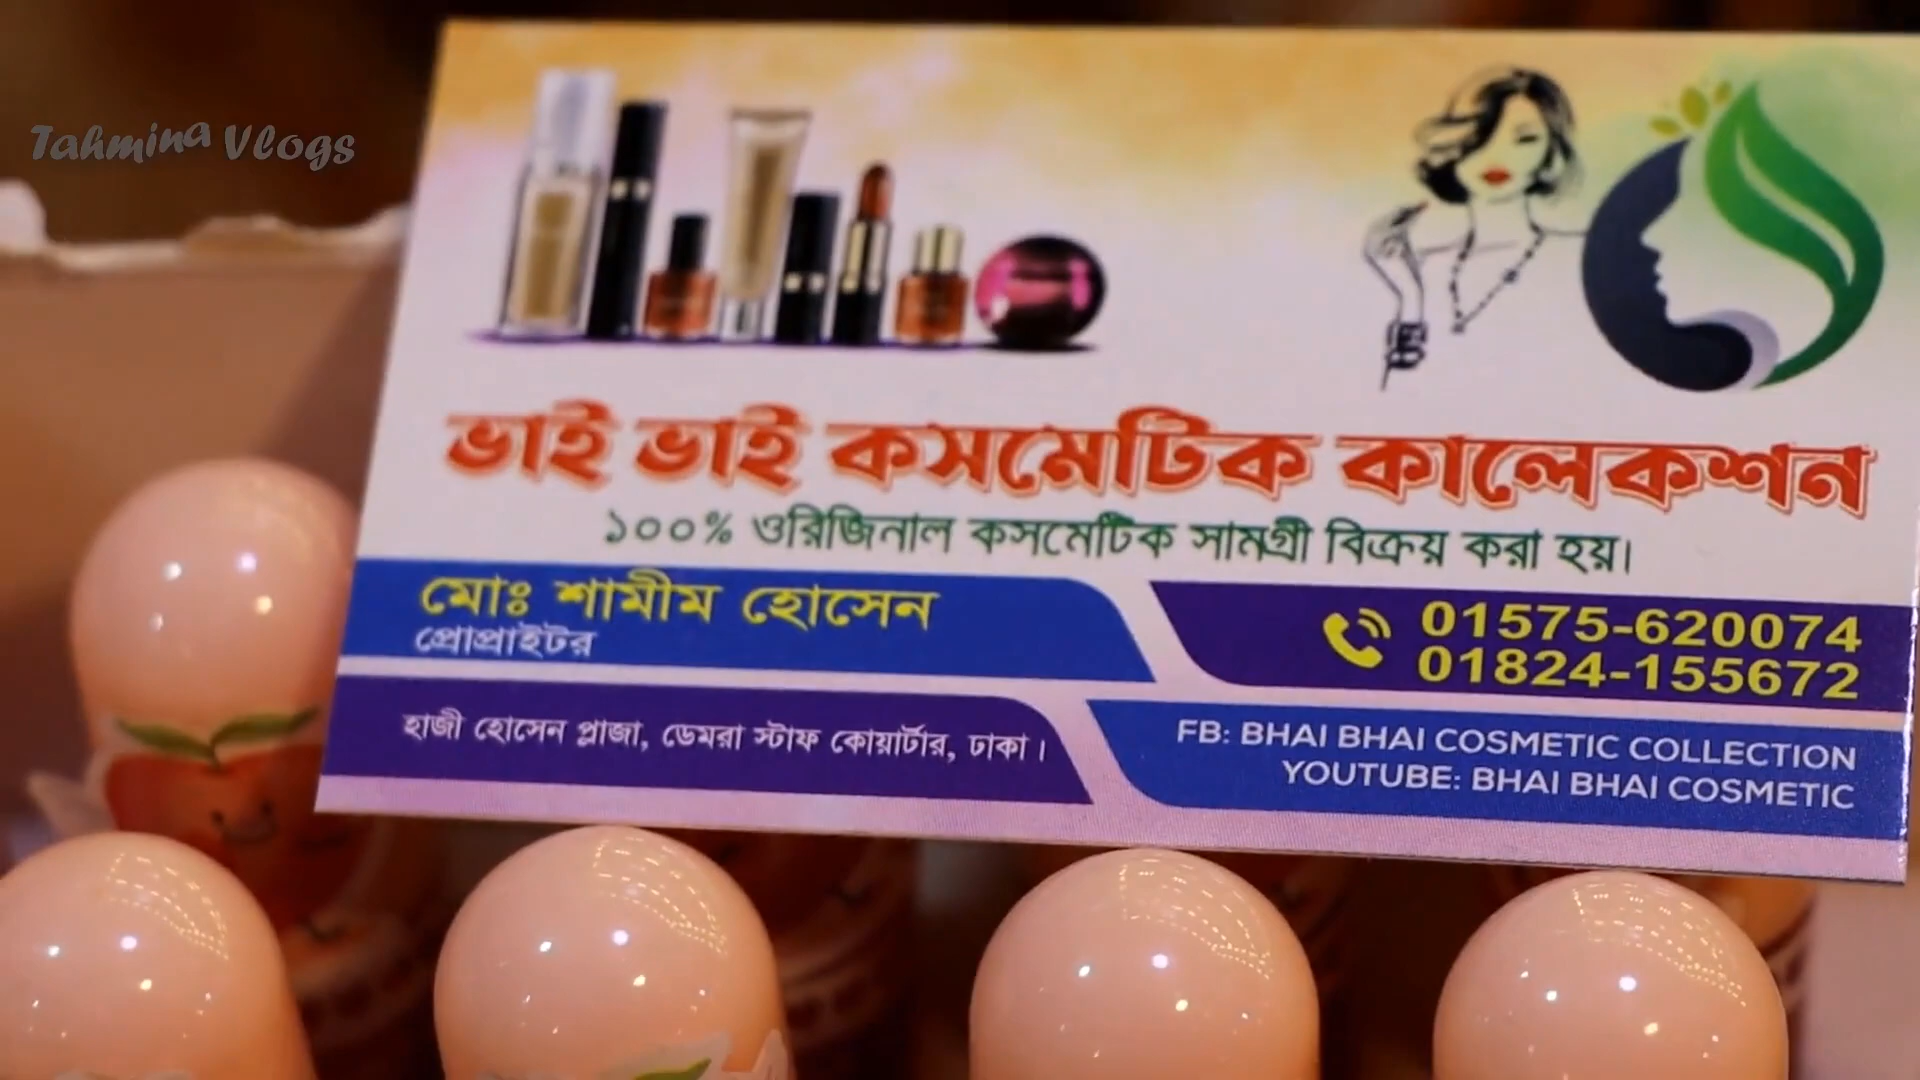 Tahmina Vlogs
ভাই ভাই কসমেটিক কালেকশন
১০০% ওরিজিনাল কসমেটিক সামগ্রী বিক্রয় করা হয়।
মোঃ শামীম হোসেন
প্রোপ্রাইটর
01575-620074
01824-155672
হাজী হোসেন প্লাজা, ডেমরা স্টাফ কোয়ার্টার, ঢাকা।
FB: BHAI BHAI COSMETIC COLLECTION
YOUTUBE: BHAI BHAI COSMETIC